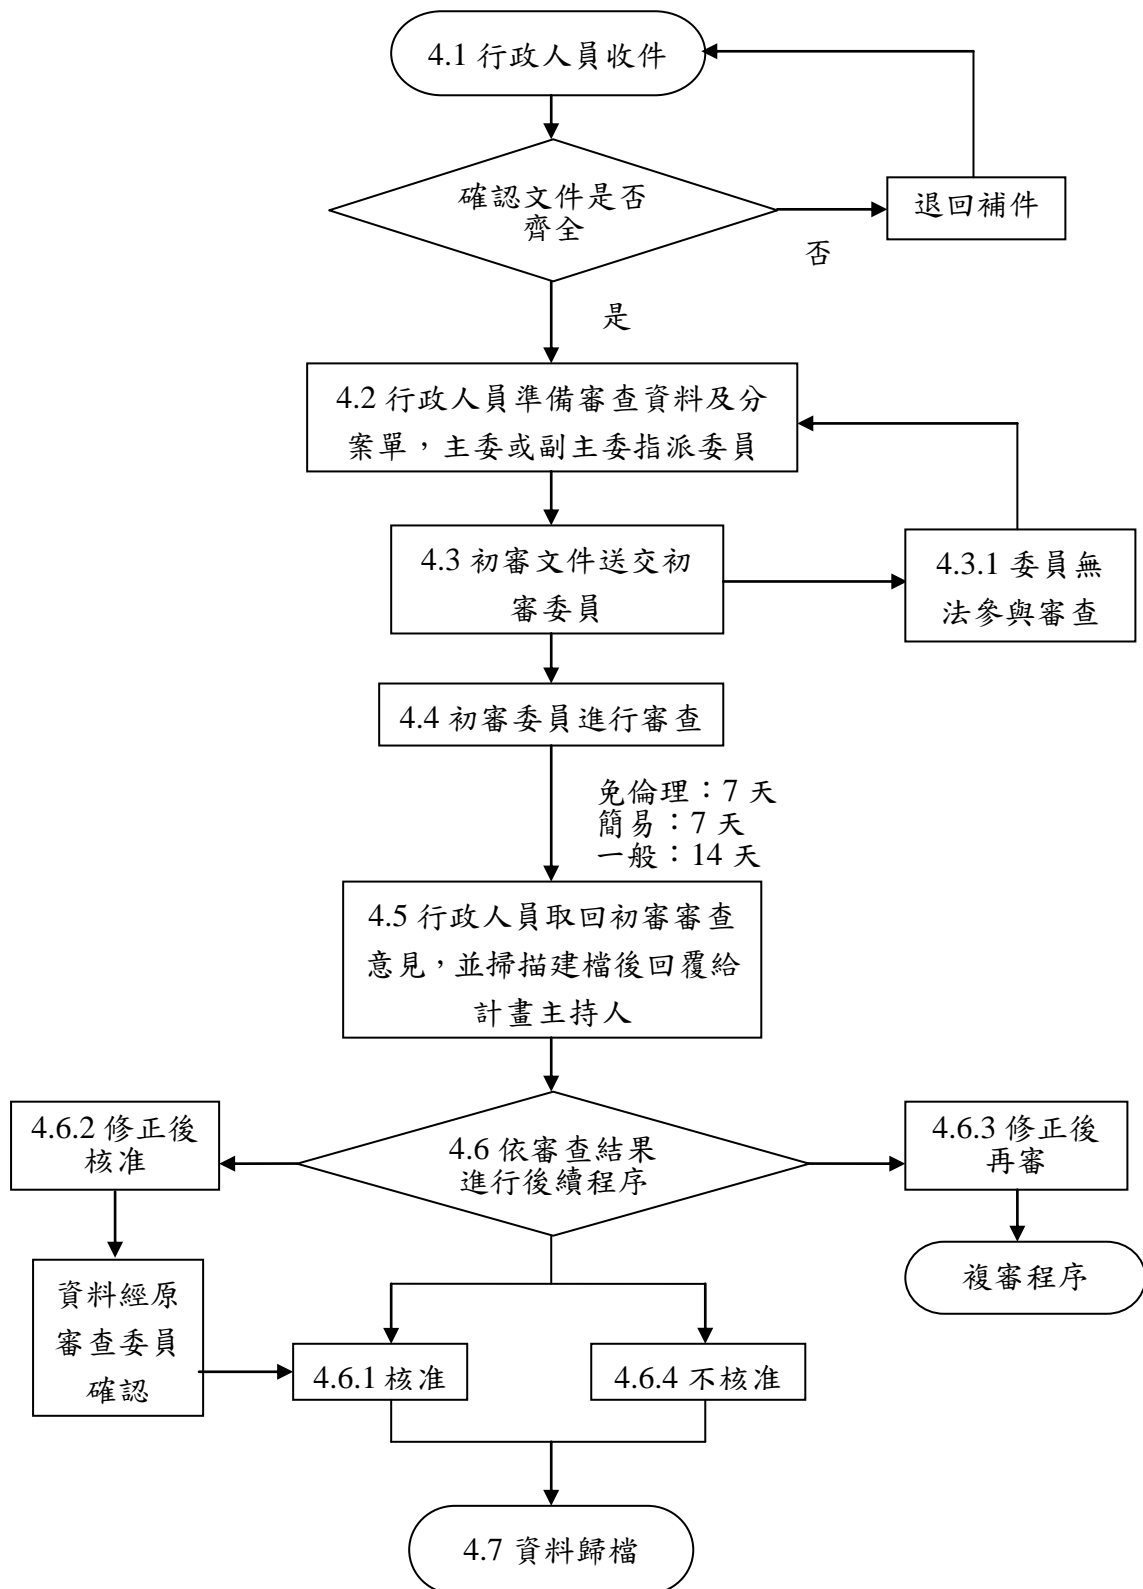 4.1 行政人員收件
確認文件是否
齊全
退回補件
否
是
4.2 行政人員準備審查資料及分
案單，主委或副主委指派委員
4.3 初審文件送交初
審委員
4.3.1 委員無
法參與審查
4.4 初審委員進行審查
免倫理：7 天
簡易：7 天
一般：14 天
4.5 行政人員取回初審審查
意見，並掃描建檔後回覆給
計畫主持人
4.6.2 修正後
核准
4.6 依審查結果
進行後續程序
4.6.3 修正後
再審
資料經原
審查委員
確認
複審程序
4.6.1 核准
4.6.4 不核准
4.7 資料歸檔